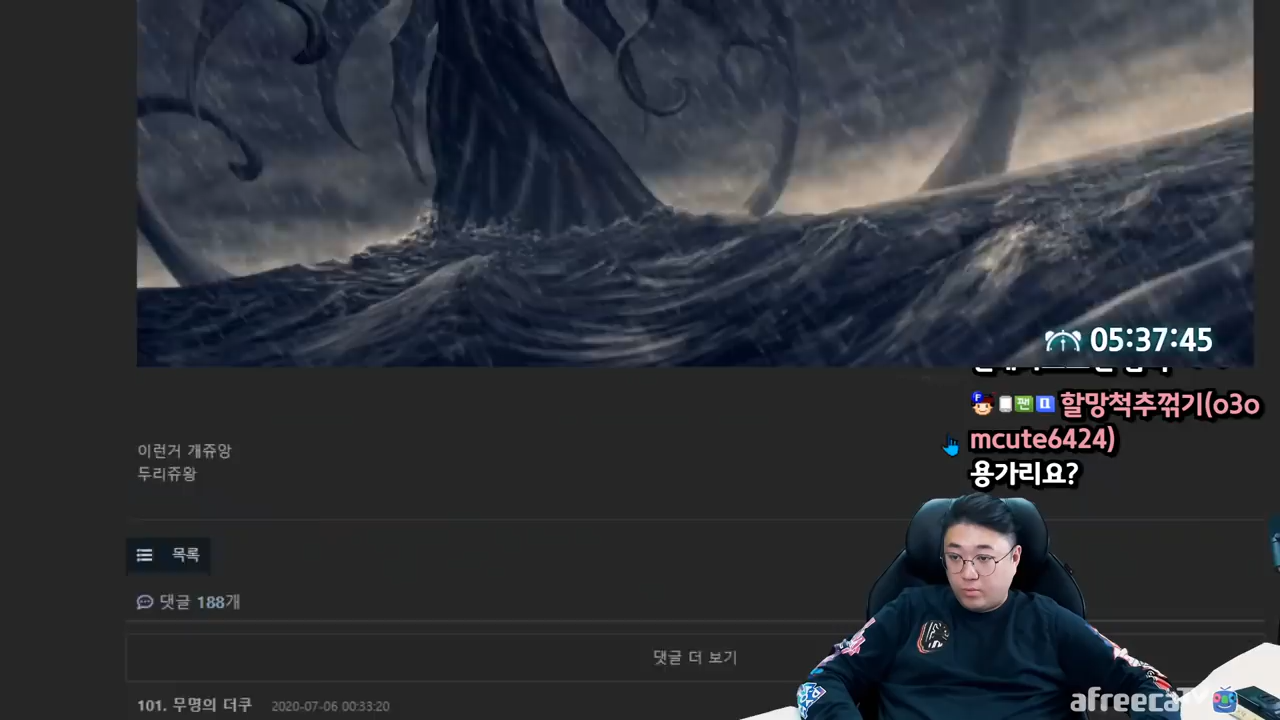 05:37:45
F 팬 할망척추꺾기(o3o
mcute6424)
용가리요?
이런거 개쥬앙
두리쥬왕
목록
댓글 188개
댓글 더 보기
101. 무명의 더쿠 2020-07-06 00:33:20
afreecaTV